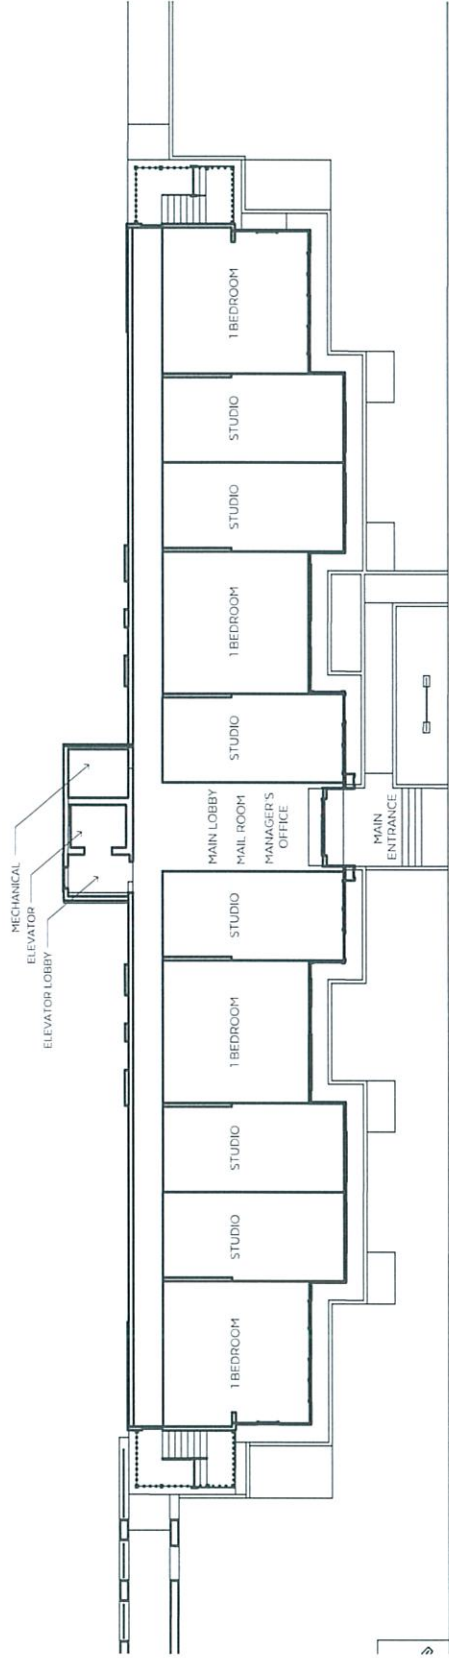 MECHANICAL
ELEVATOR
ELEVATOR LOBBY
1 BEDROOM
STUDIO
STUDIO
1 BEDROOM
STUDIO
MAIN LOBBY
MAIL ROOM
MANAGER'S
OFFICE
MAIN
ENTRANCE
STUDIO
1 BEDROOM
STUDIO
STUDIO
1 BEDROOM